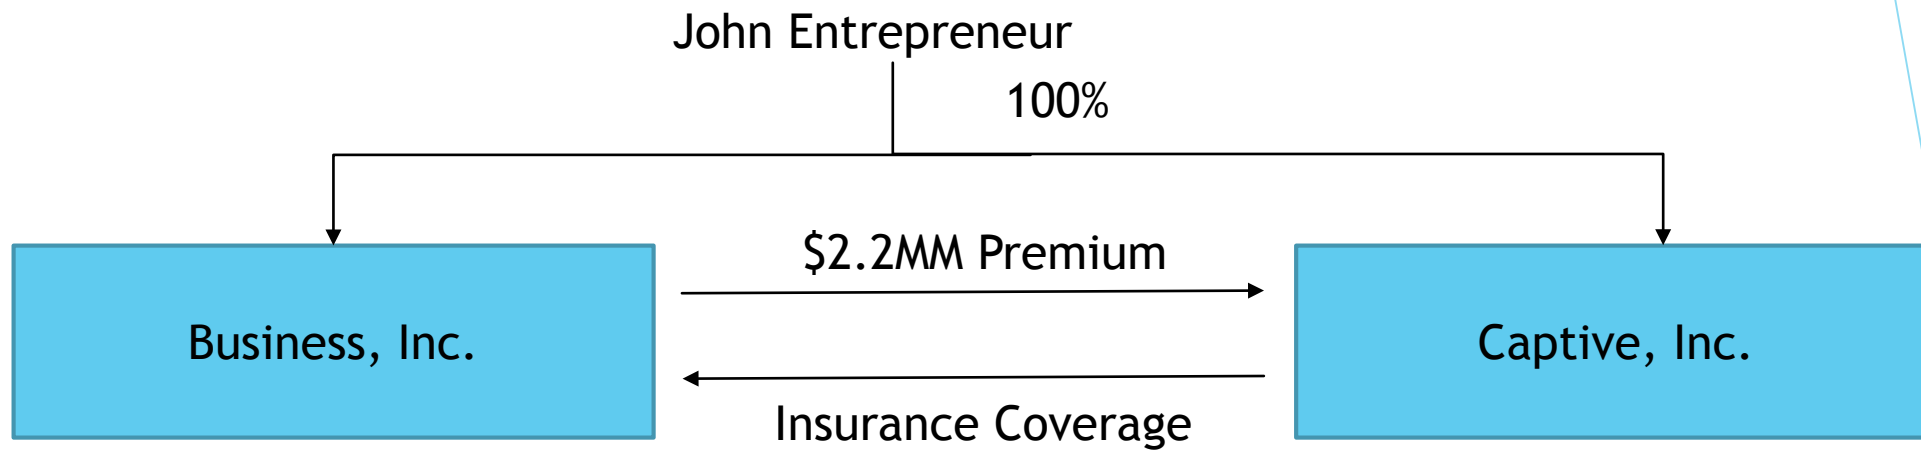 John Entrepreneur
100%
$2.2MM Premium
Business, Inc.
Captive, Inc.
Insurance Coverage